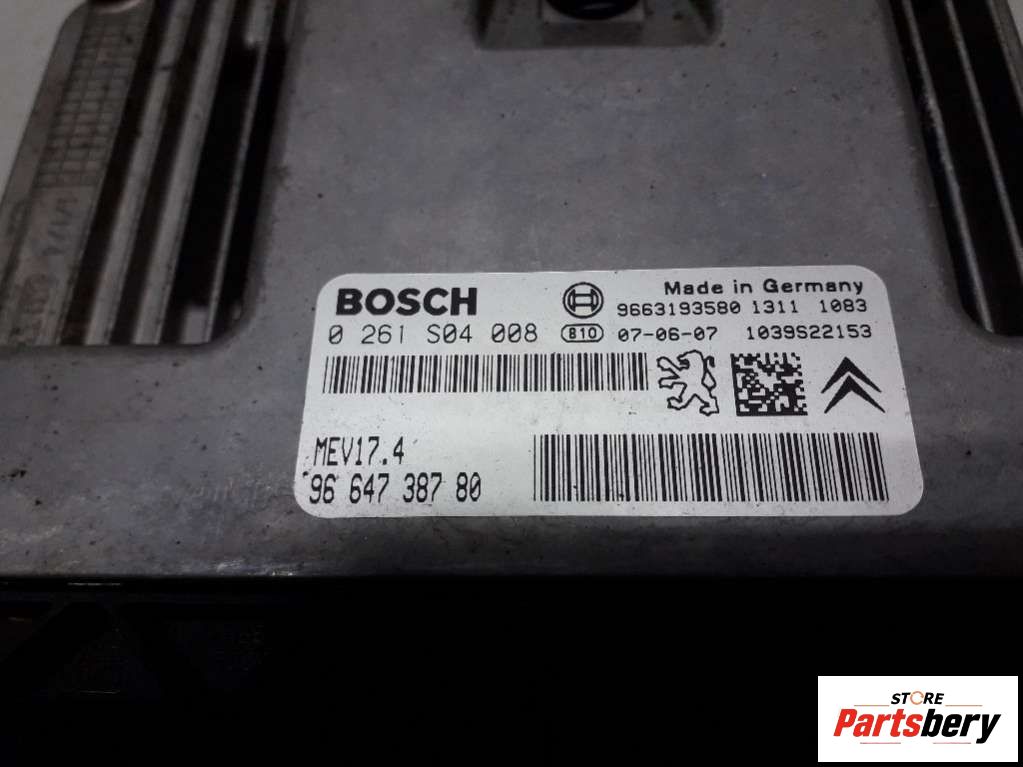 BOSCH
Made in Germany
9663193580 1311 1083
0 261 S04 008 810 07-06-07 1039S22153
MEV17.4
96 647 387 80
STORE
Partsbery